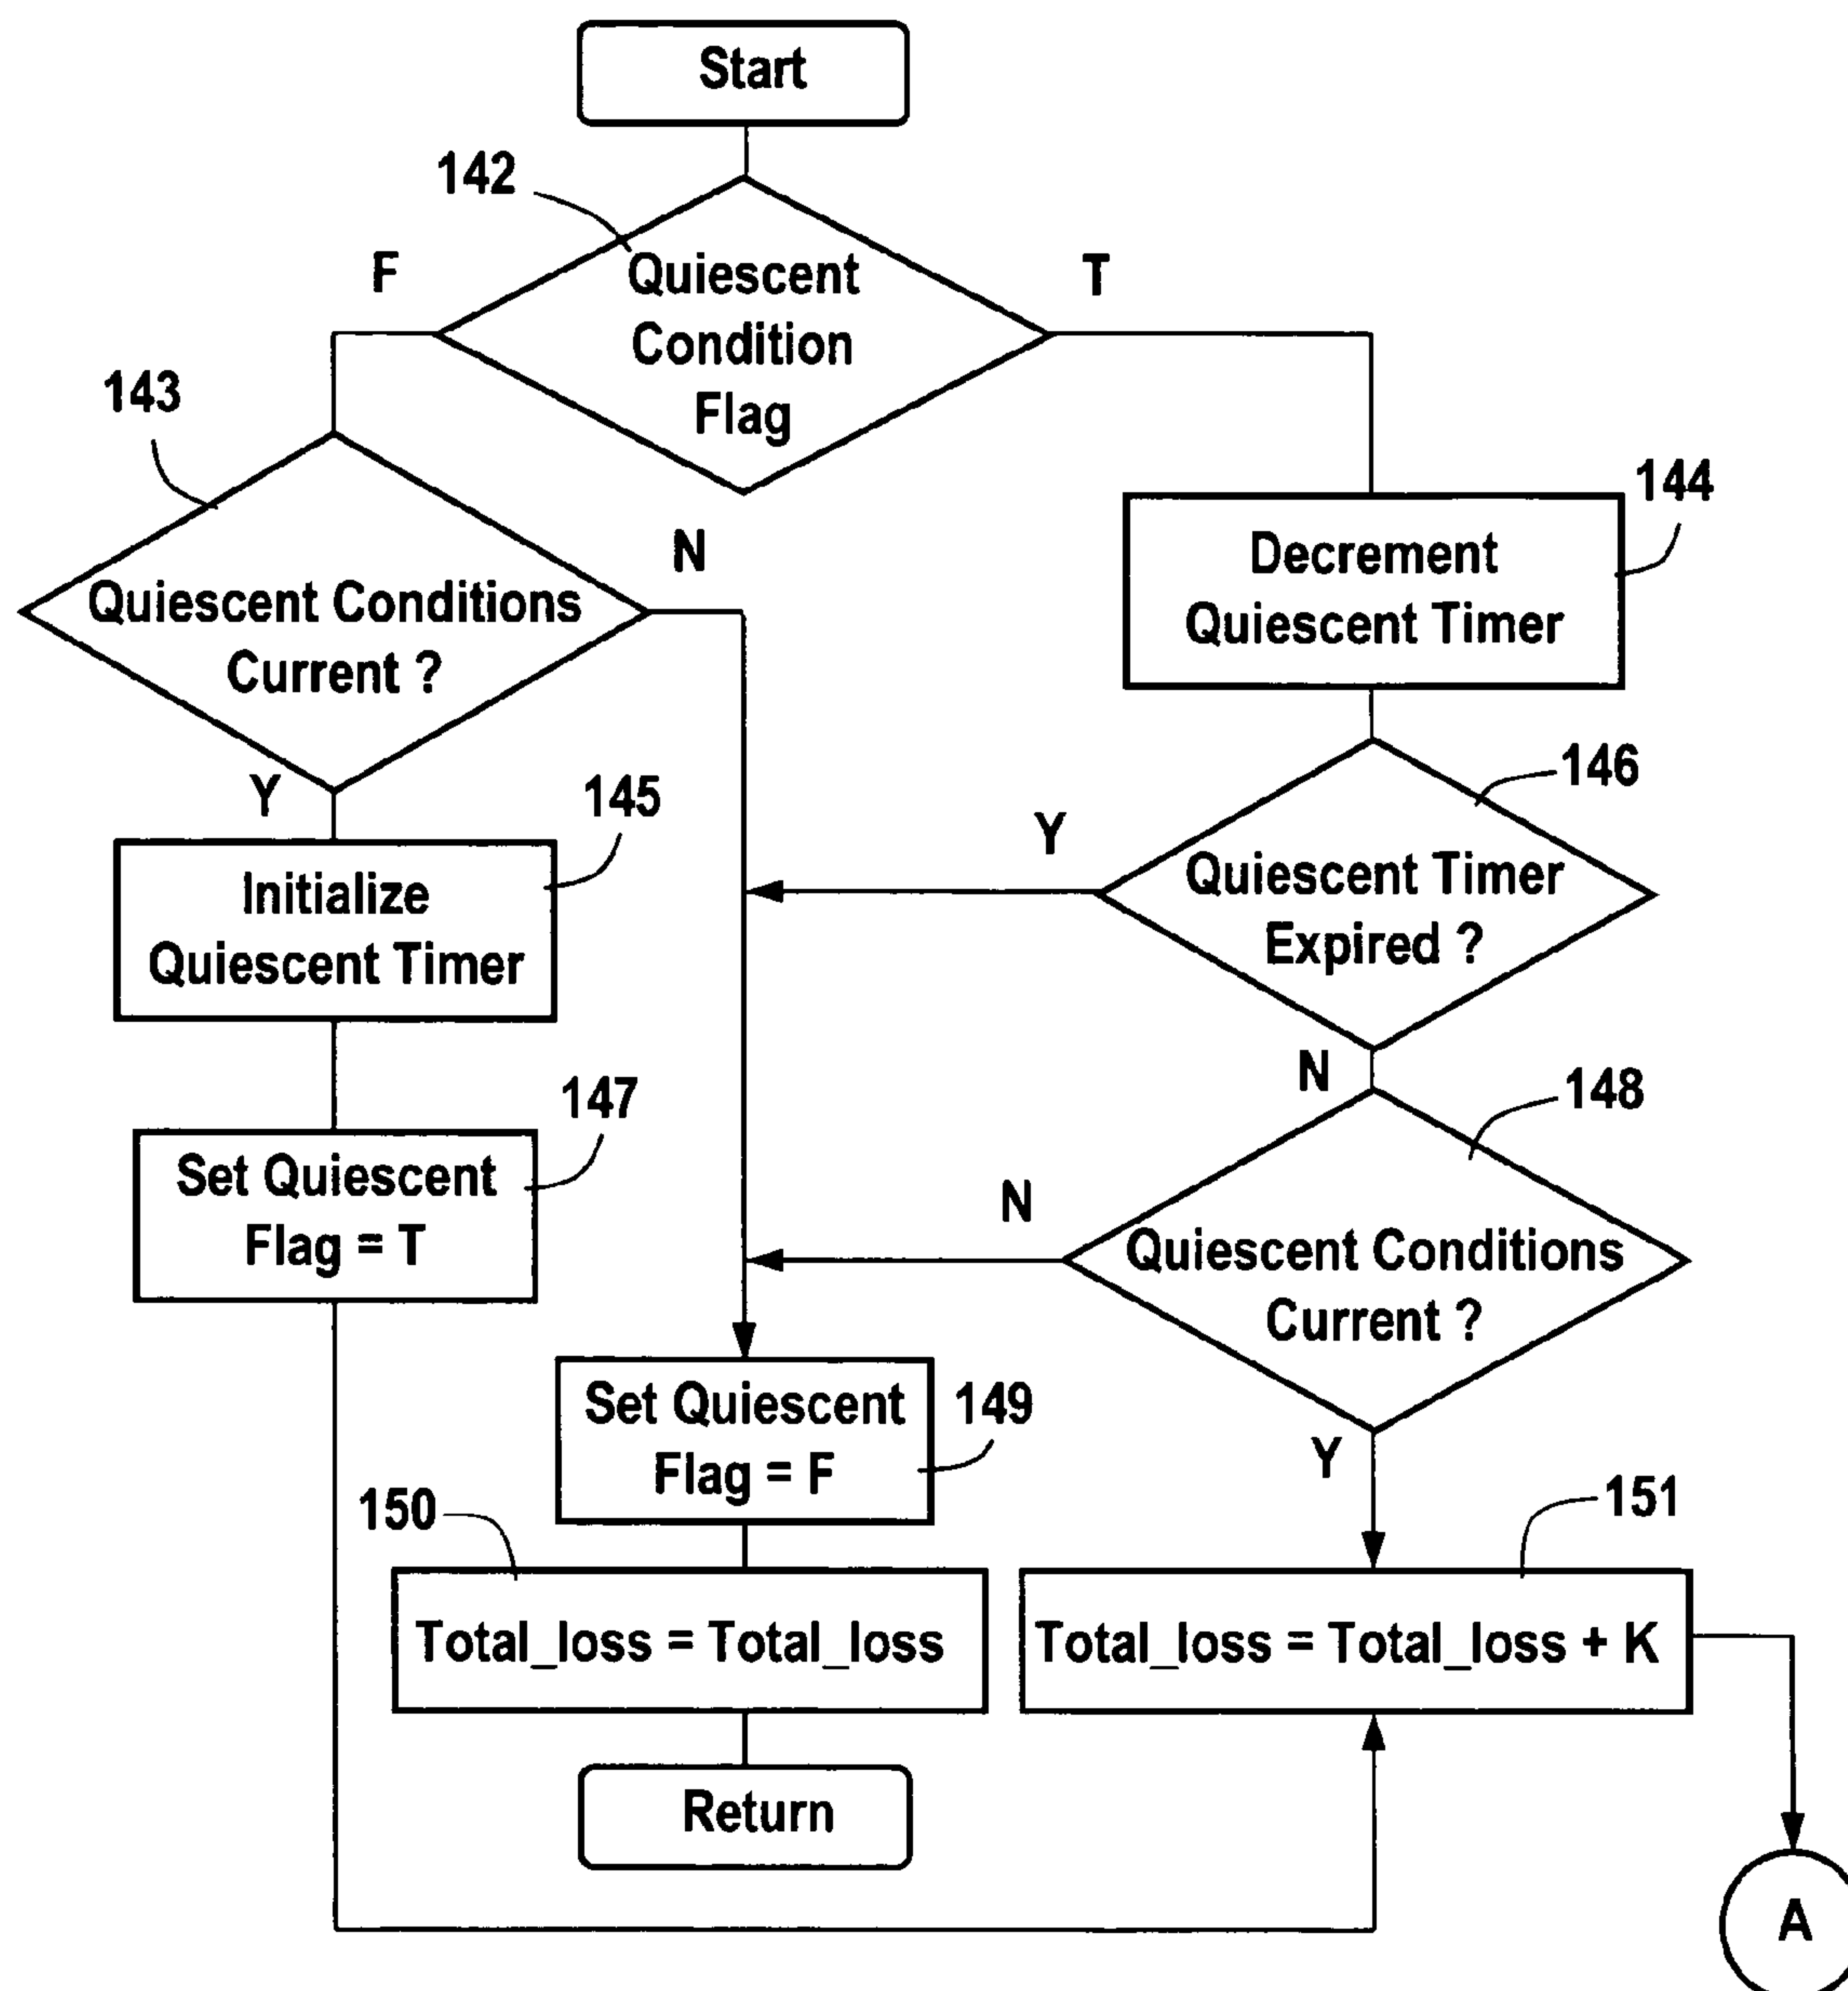 Start
142
F
Quiescent
Condition
Flag
T
143
Quiescent Conditions
Current ?
N
Y
144
Decrement
Quiescent Timer
145
Initialize
Quiescent Timer
146
Quiescent Timer
Expired ?
Y
N
147
Set Quiescent
Flag = T
148
Quiescent Conditions
Current ?
N
Y
149
Set Quiescent
Flag = F
150
Total_loss = Total_loss
151
Total_loss = Total_loss + K
Return
A